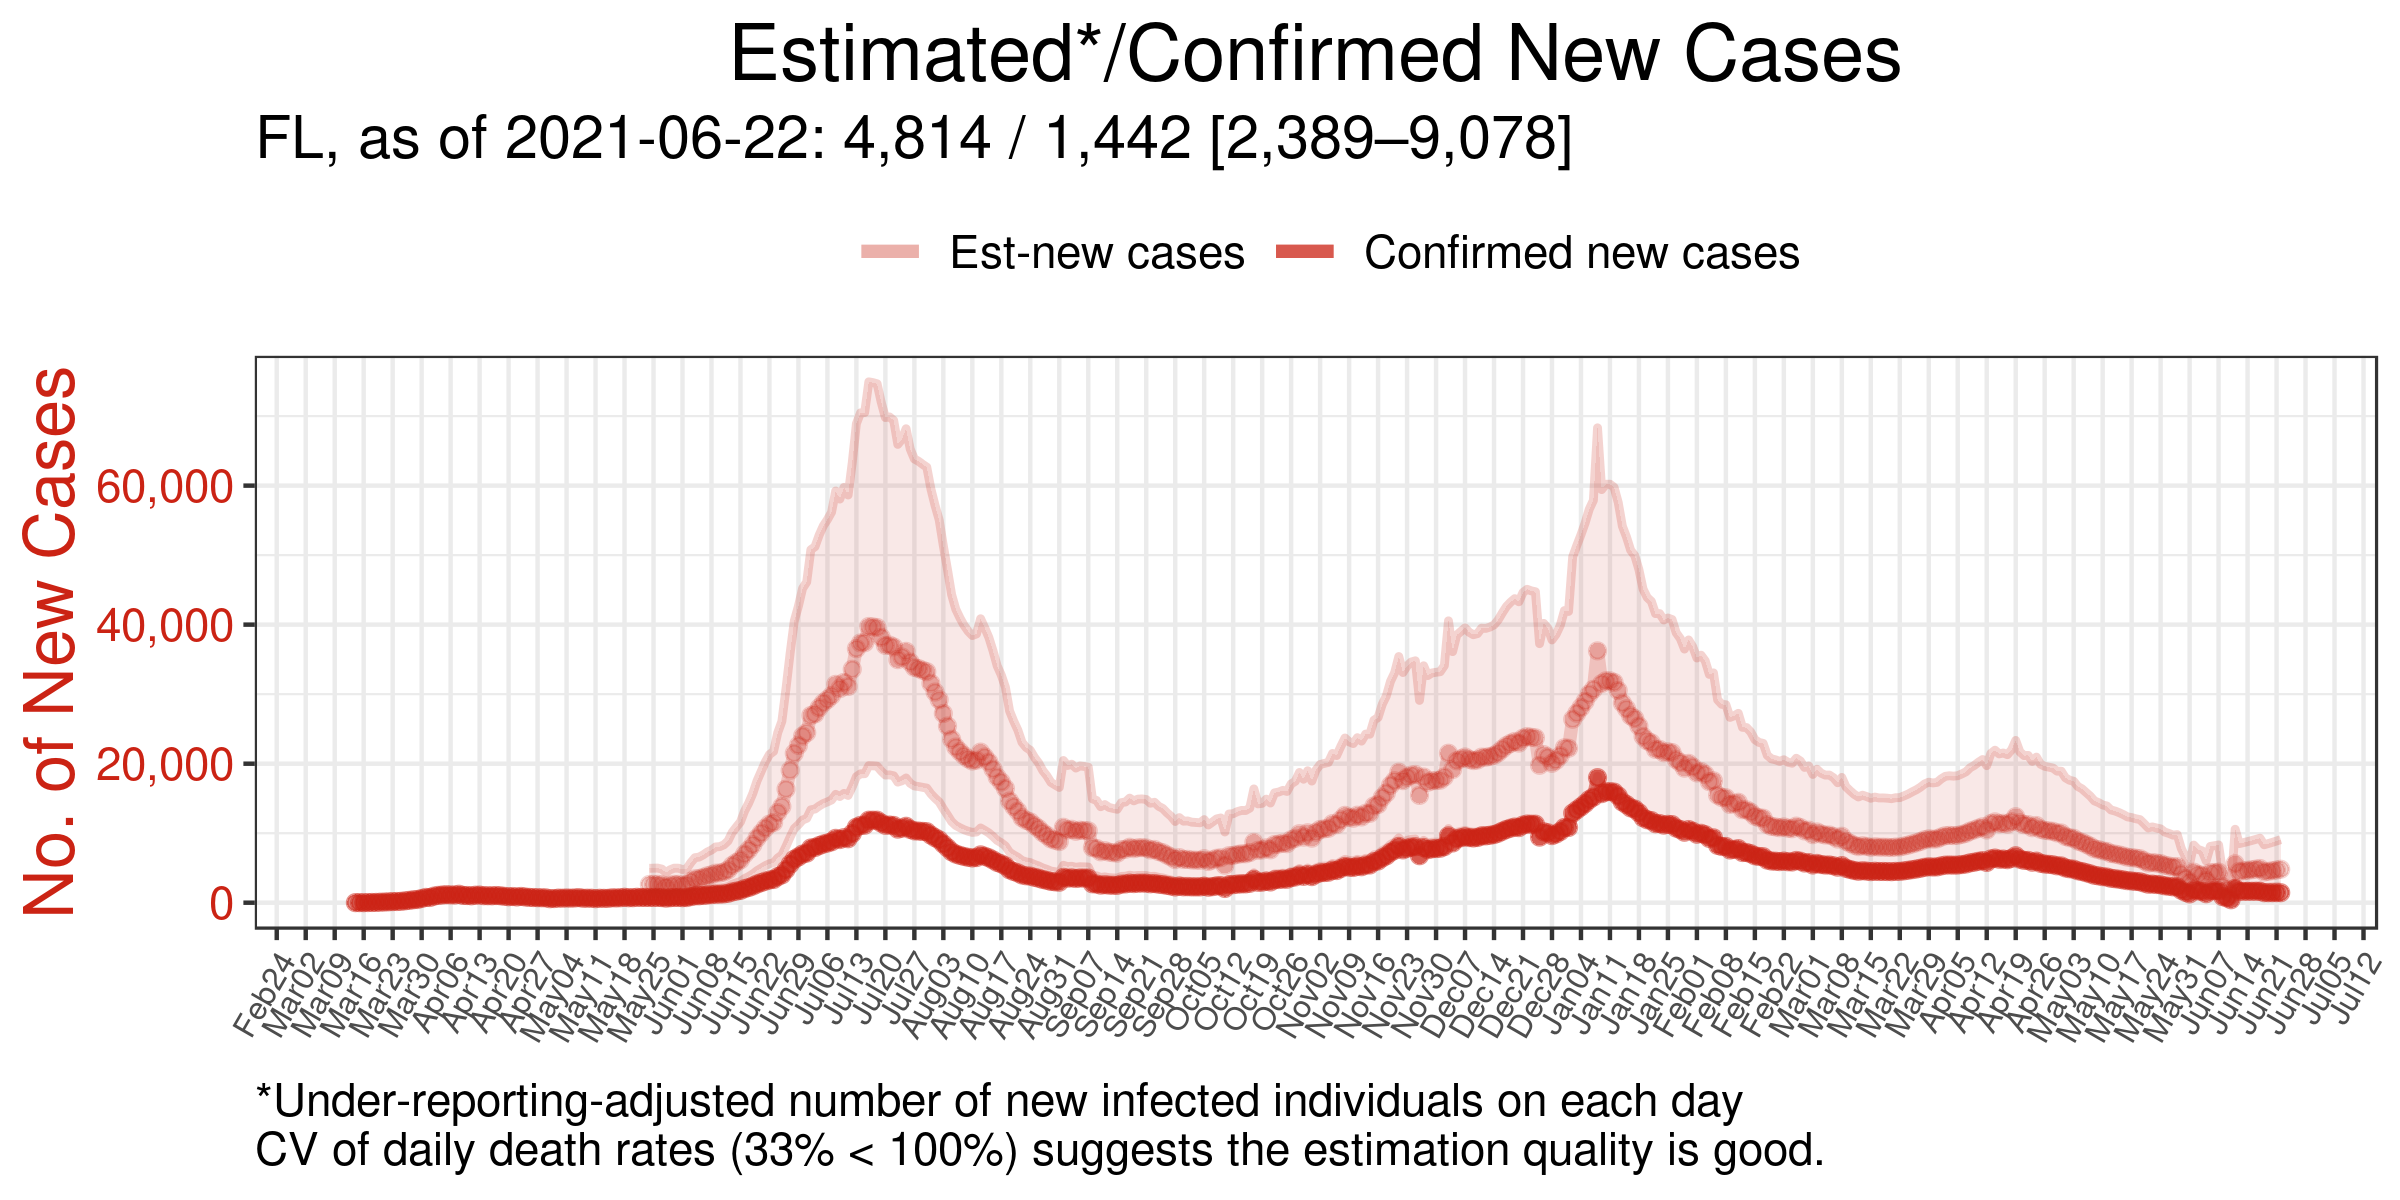 Estimated*/Confirmed New Cases
FL, as of 2021-06-22: 4,814 / 1,442 [2,389–9,078]
Est-new cases Confirmed new cases
No. of New Cases
60,000
40,000
20,000
0
Feb24 Mar02 Mar09 Mar16 Mar23 Mar30 Apr06 Apr13 Apr20 Apr27 May04 May11 May18 May25 Jun01 Jun08 Jun15 Jun22 Jun29 Jul06 Jul13 Jul20 Jul27 Aug03 Aug10 Aug17 Aug24 Aug31 Sep07 Sep14 Sep21 Sep28 Oct05 Oct12 Oct19 Oct26 Nov02 Nov09 Nov16 Nov23 Nov30 Dec07 Dec14 Dec21 Dec28 Jan04 Jan11 Jan18 Jan25 Feb01 Feb08 Feb15 Feb22 Mar01 Mar08 Mar15 Mar22 Mar29 Apr05 Apr12 Apr19 Apr26 May03 May10 May17 May24 May31 Jun07 Jun14 Jun21 Jun28 Jul05 Jul12
*Under-reporting-adjusted number of new infected individuals on each day
CV of daily death rates (33% < 100%) suggests the estimation quality is good.